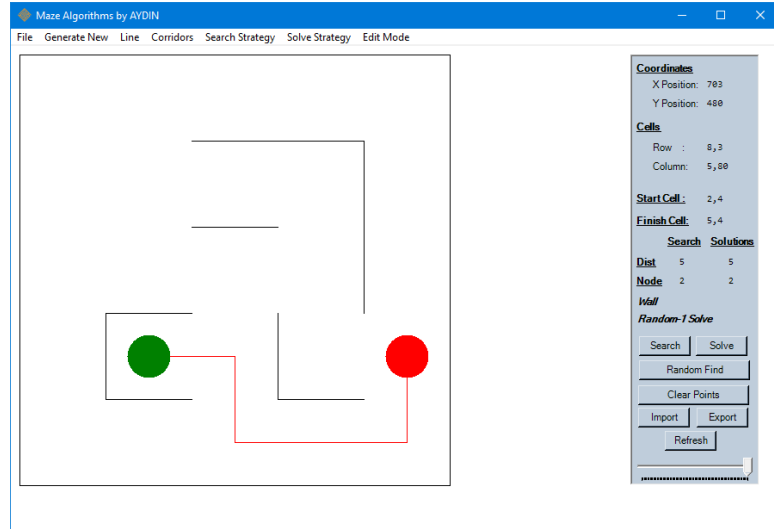 Maze Algorithms by AYDIN
File Generate New Line Corridors Search Strategy Solve Strategy Edit Mode
Coordinates
X Position: 703
Y Position: 480
Cells
Row : 8,3
Column: 5,80
Start Cell : 2,4
Finish Cell: 5,4
Search Solutions
Dist 5 5
Node 2 2
Wall
Random-1 Solve
Search Solve
Random Find
Clear Points
Import Export
Refresh